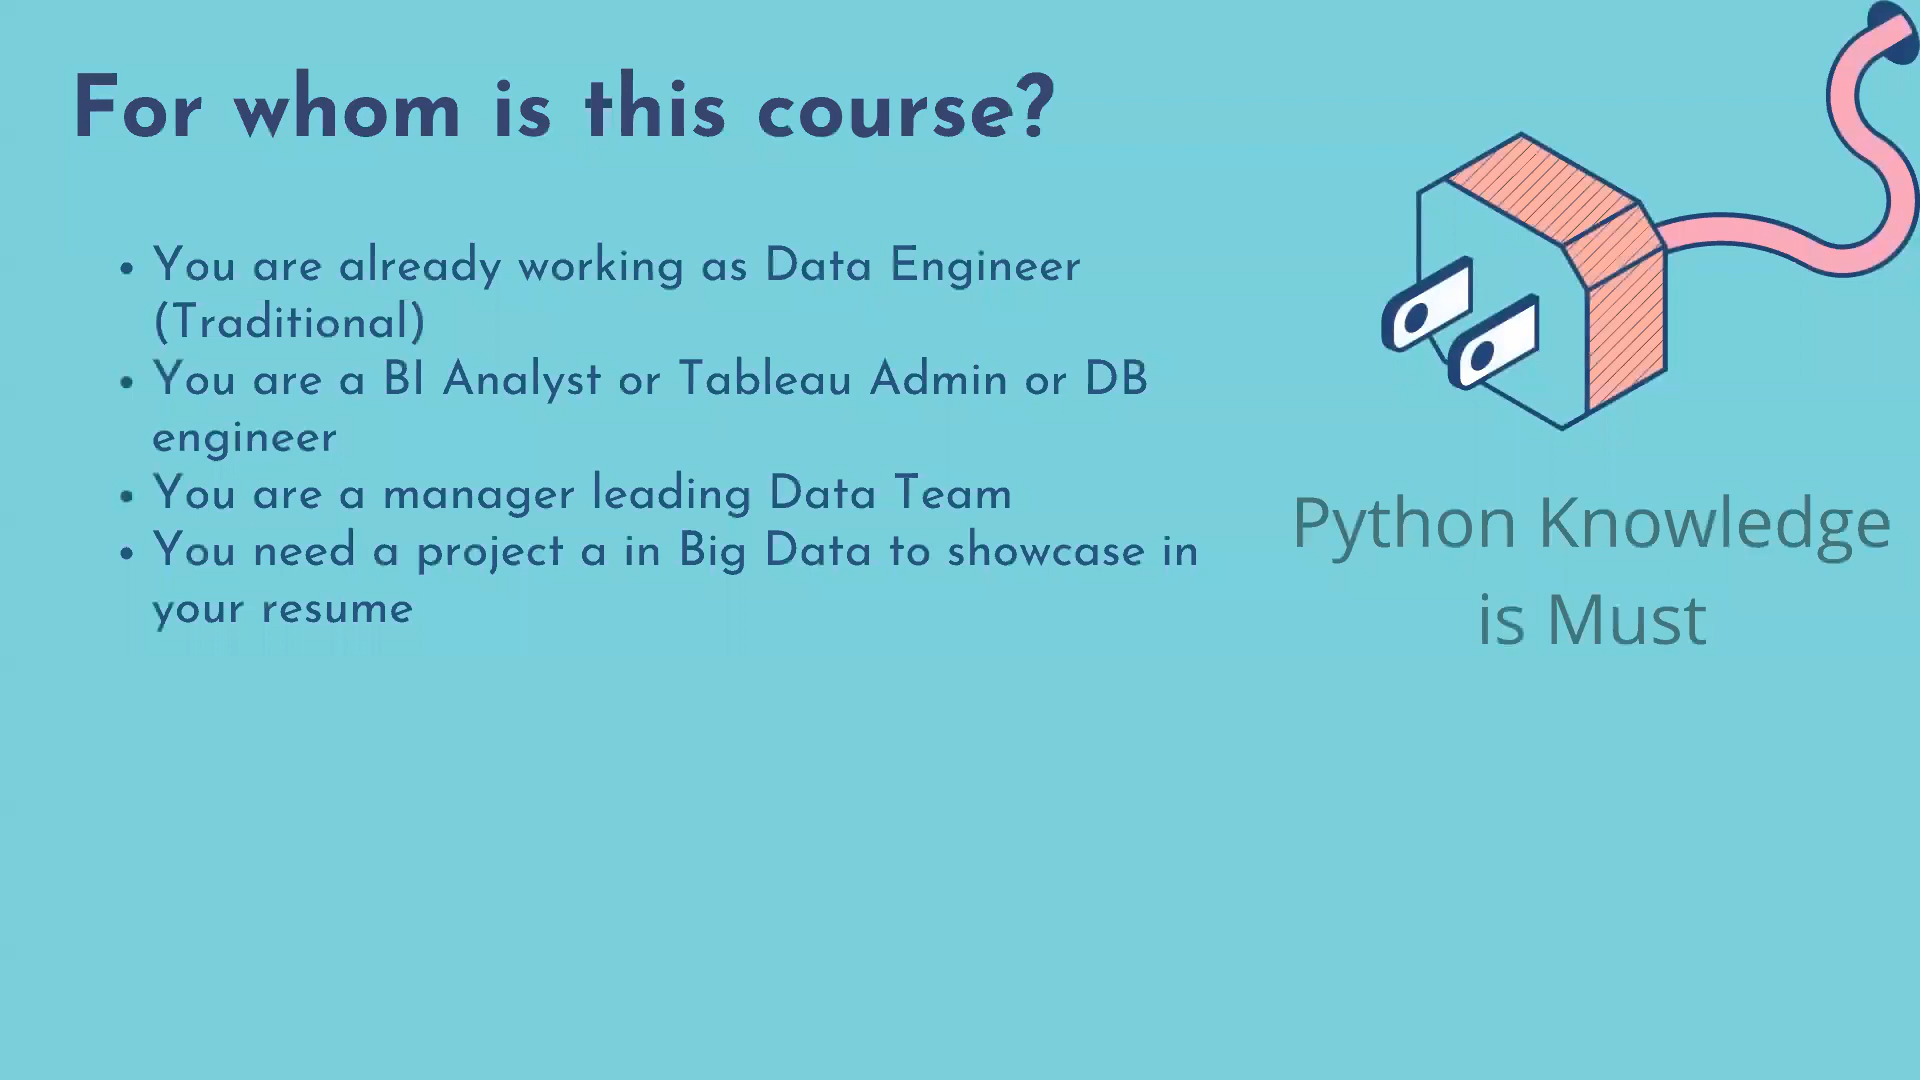 For whom is this course?
• You are already working as Data Engineer
(Traditional)
• You are a BI Analyst or Tableau Admin or DB
engineer
• You are a manager leading Data Team
• You need a project a in Big Data to showcase in
your resume
Python Knowledge
is Must